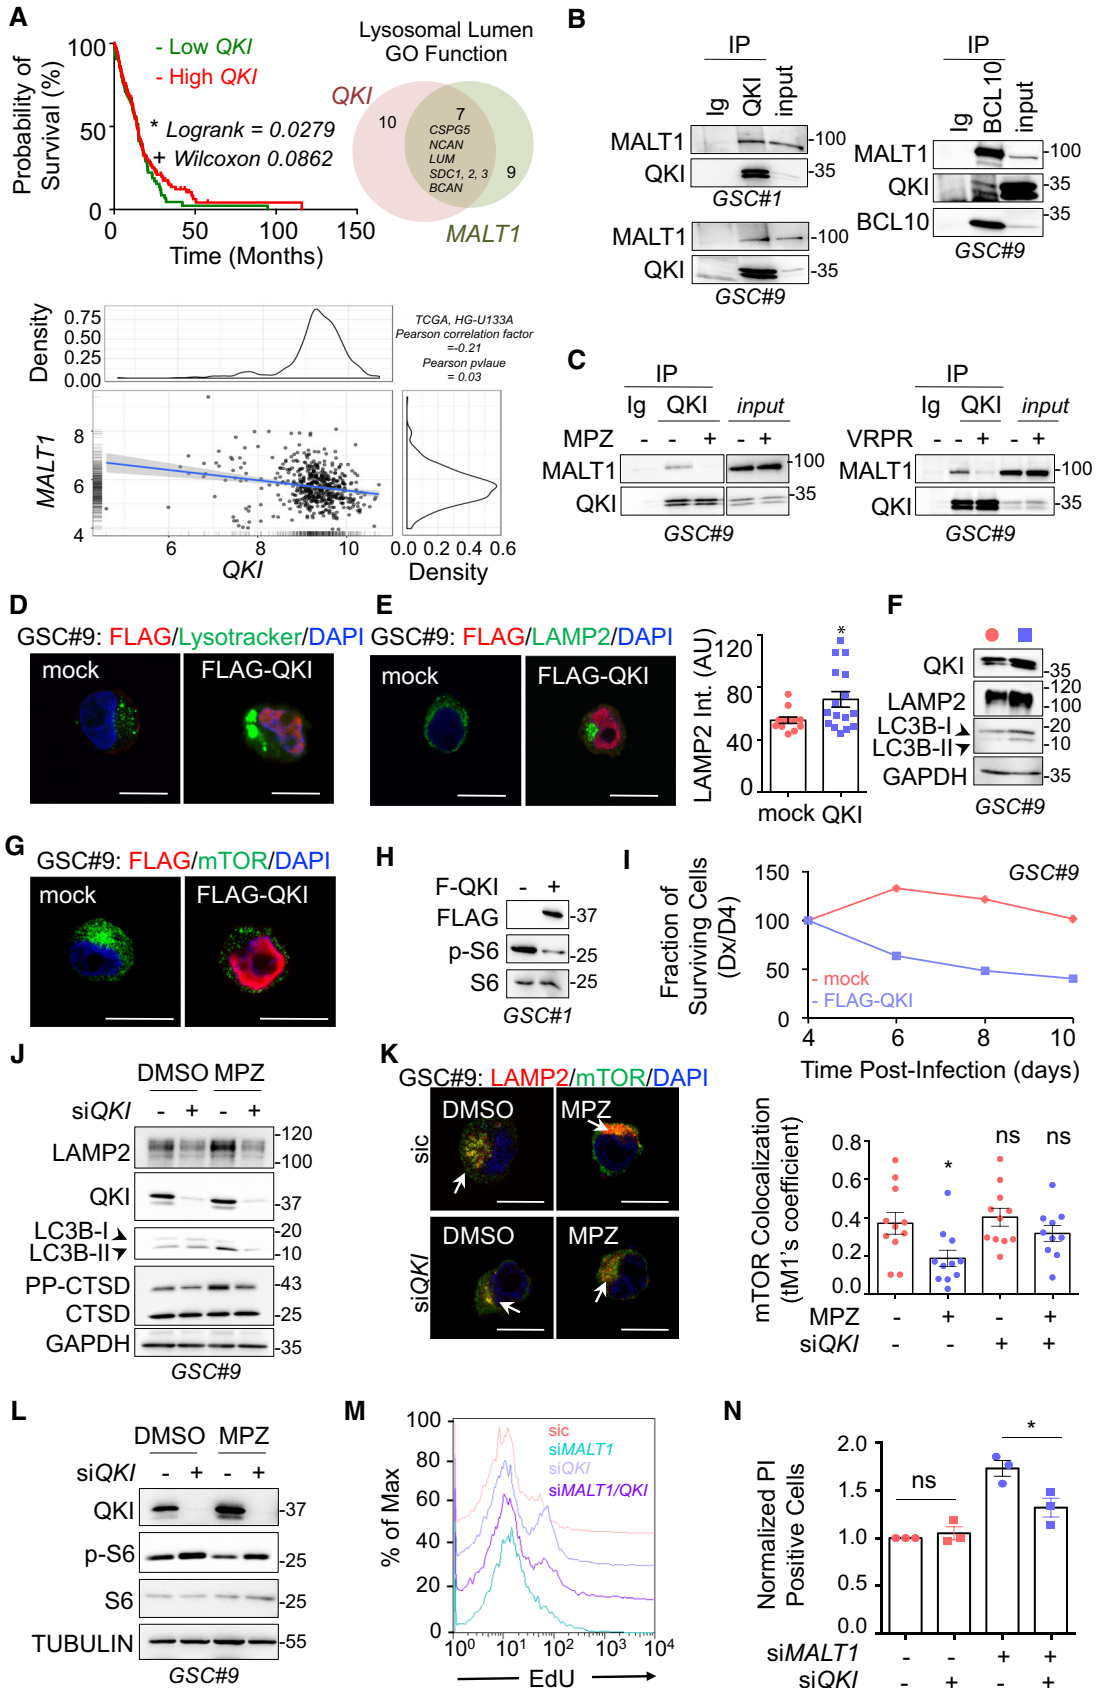 A
Probability of
Survival (%)
100
50
0
0
50
100
150
Time (Months)
- Low QKI
- High QKI
* Logrank = 0.0279
+ Wilcoxon 0.0862
Lysosomal Lumen
GO Function
QKI
10
7
CSPG5
NCAN
LUM
SDC1, 2, 3
BCAN
9
MALT1
Density
0.75
0.50
0.25
0.00
TCGA, HG-U133A
Pearson correlation factor
=-0.21
Pearson pvlaue
= 0.03
MALT1
8
6
4
6
8
10
QKI
0.0 0.2 0.4 0.6
Density
B
IP
Ig
QKI
input
MALT1
-100
QKI
-35
GSC#1
MALT1
-100
QKI
-35
GSC#9
IP
Ig
BCL10
input
MALT1
-100
QKI
-35
BCL10
-35
GSC#9
C
IP
Ig QKI input
MPZ - - + - +
MALT1
-100
QKI
-35
GSC#9
IP
Ig QKI input
VRPR - - + - +
MALT1
-100
QKI
-35
GSC#9
D
GSC#9: FLAG/Lysotracker/DAPI
mock
FLAG-QKI
E
GSC#9: FLAG/LAMP2/DAPI
mock
FLAG-QKI
LAMP2 Int. (AU)
120
80
40
0
*
mock QKI
F
QKI
-35
LAMP2
-120
-100
LC3B-I
-20
LC3B-II
-10
GAPDH
-35
GSC#9
G
GSC#9: FLAG/mTOR/DAPI
mock
FLAG-QKI
H
F-QKI - +
FLAG
-37
p-S6
-25
S6
-25
GSC#1
I
GSC#9
Fraction of
Surviving Cells
(Dx/D4)
150
100
50
0
- mock
- FLAG-QKI
4
6
8
10
Time Post-Infection (days)
J
DMSO MPZ
siQKI - + - +
LAMP2
-120
-100
QKI
-37
LC3B-I
-20
LC3B-II
-10
PP-CTSD
-43
CTSD
-25
GAPDH
-35
GSC#9
K
GSC#9: LAMP2/mTOR/DAPI
sic
DMSO
MPZ
siQKI
DMSO
MPZ
mTOR Colocalization
(tM1's coefficient)
0.8
0.6
0.4
0.2
0.0
*
ns
ns
MPZ - + - +
siQKI - - + +
L
DMSO MPZ
siQKI - + - +
QKI
-37
p-S6
-25
S6
-25
TUBULIN
-55
GSC#9
M
% of Max
100
80
60
40
20
0
sic
siMALT1
siQKI
siMALT1/QKI
10⁰ 10¹ 10² 10³ 10⁴
EdU
N
Normalized PI
Positive Cells
2.0
1.5
1.0
0.5
0.0
ns
*
siMALT1 - - + +
siQKI - + - +